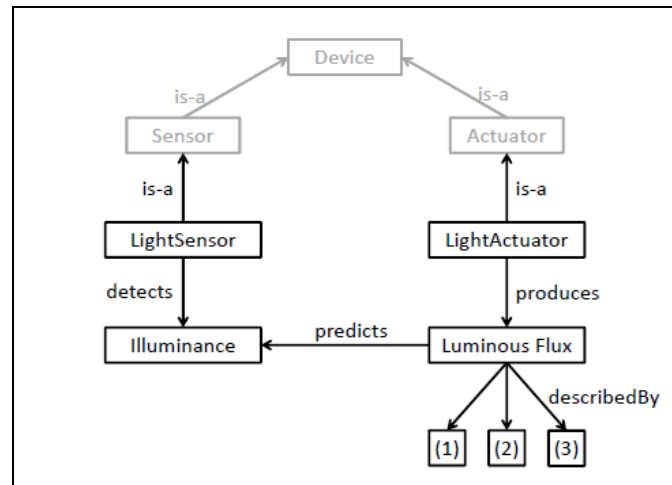 Device
is-a
is-a
Sensor
Actuator
is-a
is-a
LightSensor
LightActuator
detects
produces
Illuminance
predicts
Luminous Flux
describedBy
(1)
(2)
(3)